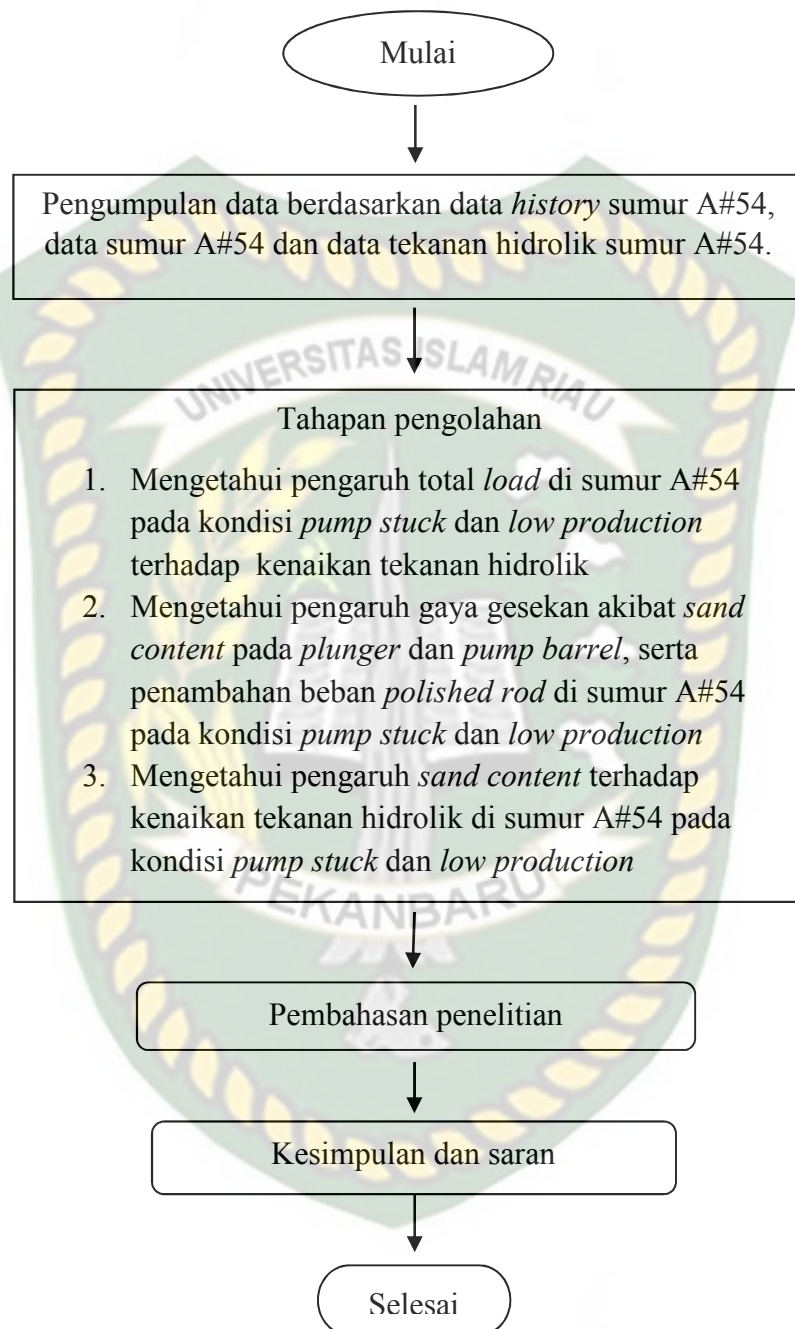 Mulai
Pengumpulan data berdasarkan data history sumur A#54,
data sumur A#54 dan data tekanan hidrolik sumur A#54.
UNIVERSITAS ISLAM RIAU
Tahapan pengolahan
1. Mengetahui pengaruh total load di sumur A#54
pada kondisi pump stuck dan low production
terhadap kenaikan tekanan hidrolik
2. Mengetahui pengaruh gaya gesekan akibat sand
content pada plunger dan pump barrel, serta
penambahan beban polished rod di sumur A#54
pada kondisi pump stuck dan low production
3. Mengetahui pengaruh sand content terhadap
kenaikan tekanan hidrolik di sumur A#54 pada
kondisi pump stuck dan low production
PEKANBARU
Pembahasan penelitian
Kesimpulan dan saran
Selesai